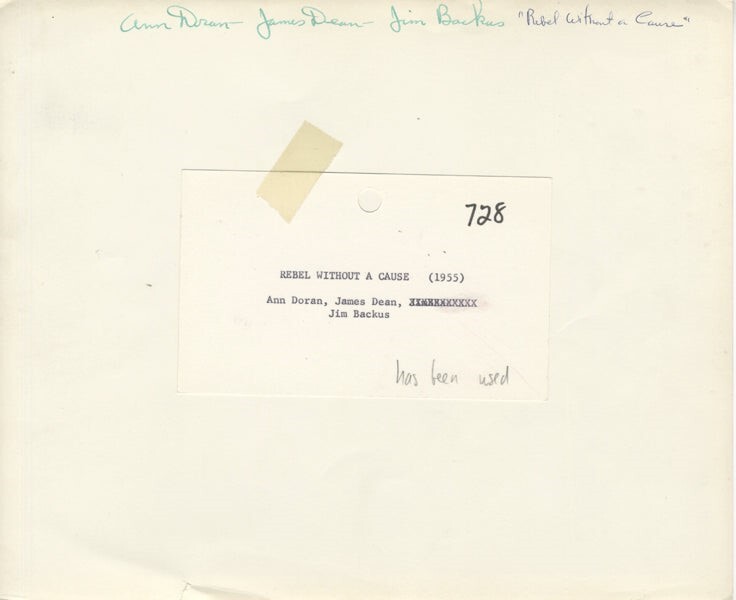 Ann Doran - James Dean - Jim Backus "Rebel Without a Cause"
728
REBEL WITHOUT A CAUSE (1955)
Ann Doran, James Dean,
Jim Backus
has been used